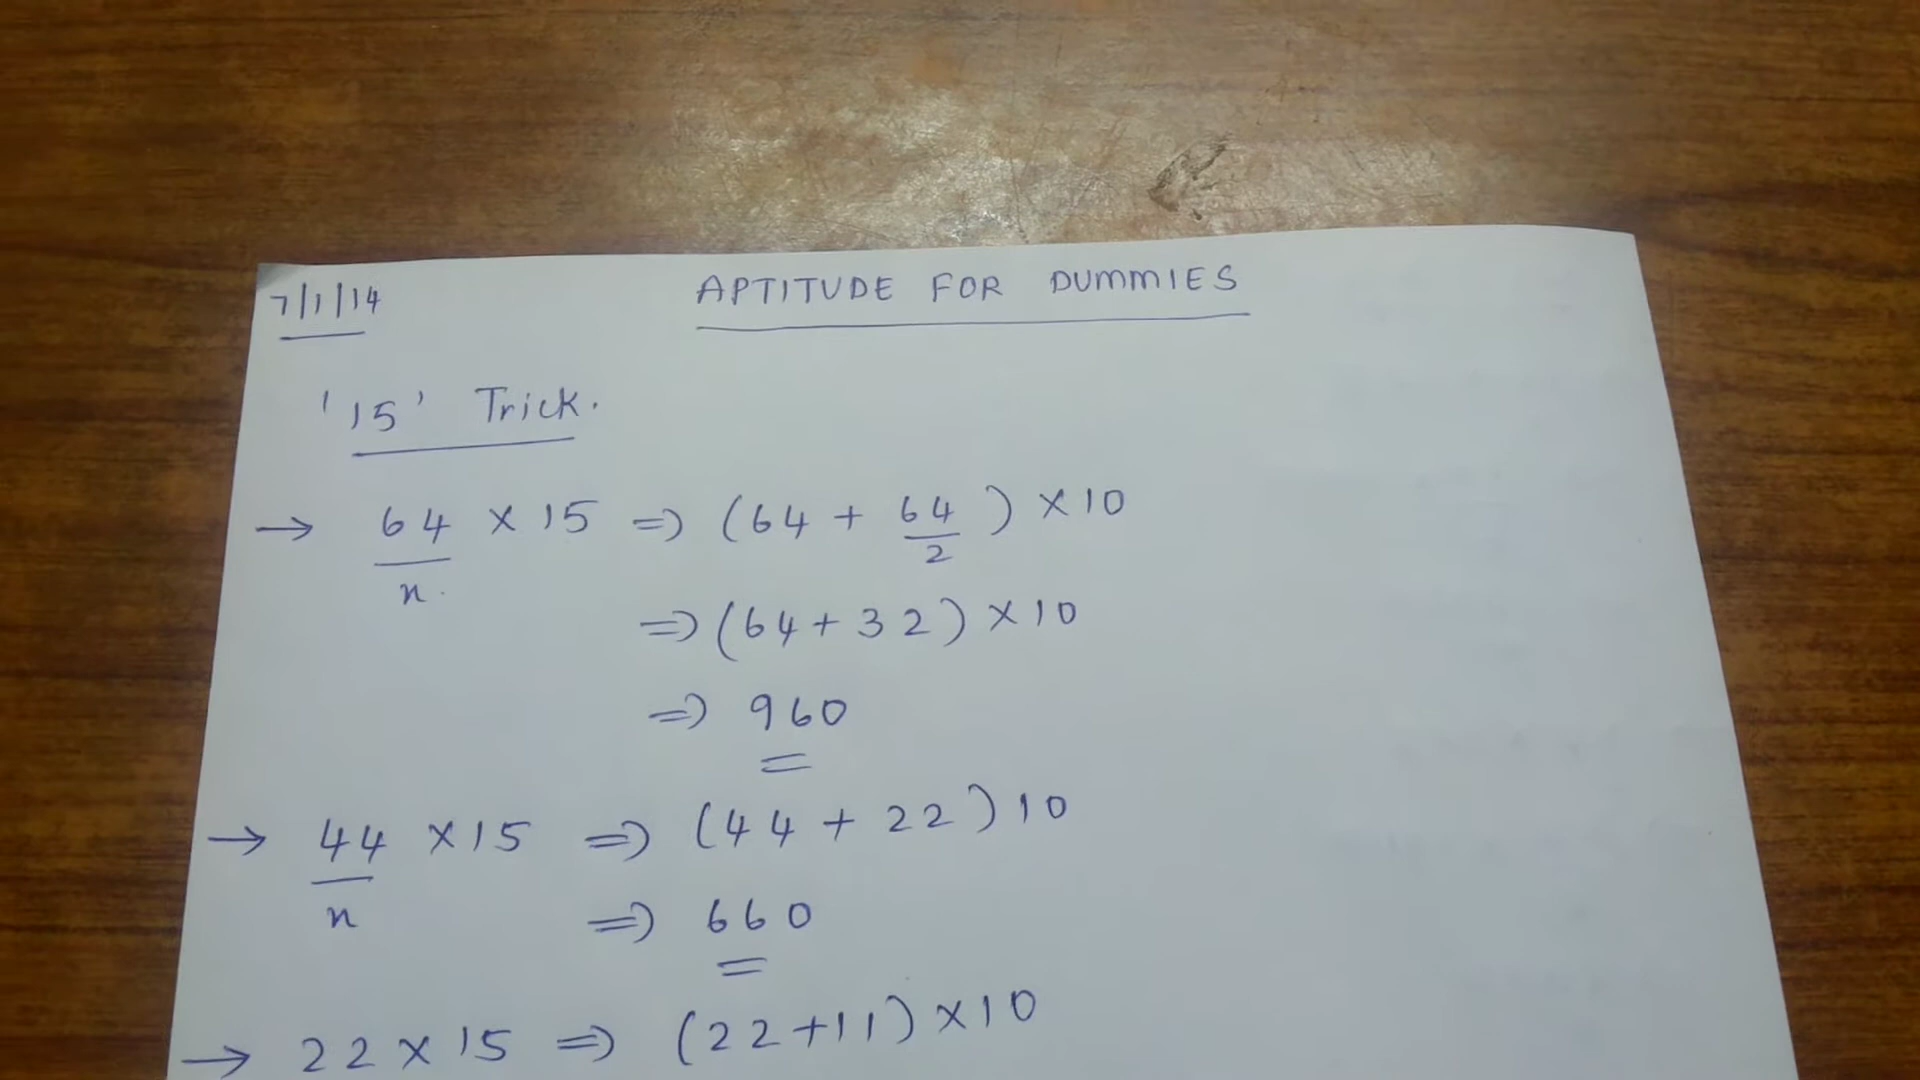 7/1/14 APTITUDE FOR DUMMIES
'15' Trick.
→ 64/n. × 15 => (64 + 64/2) × 10
=> (64 + 32) × 10
=> 960
→ 44/n × 15 => (44 + 22) 10
=> 660
→ 22 × 15 => (22 + 11) × 10